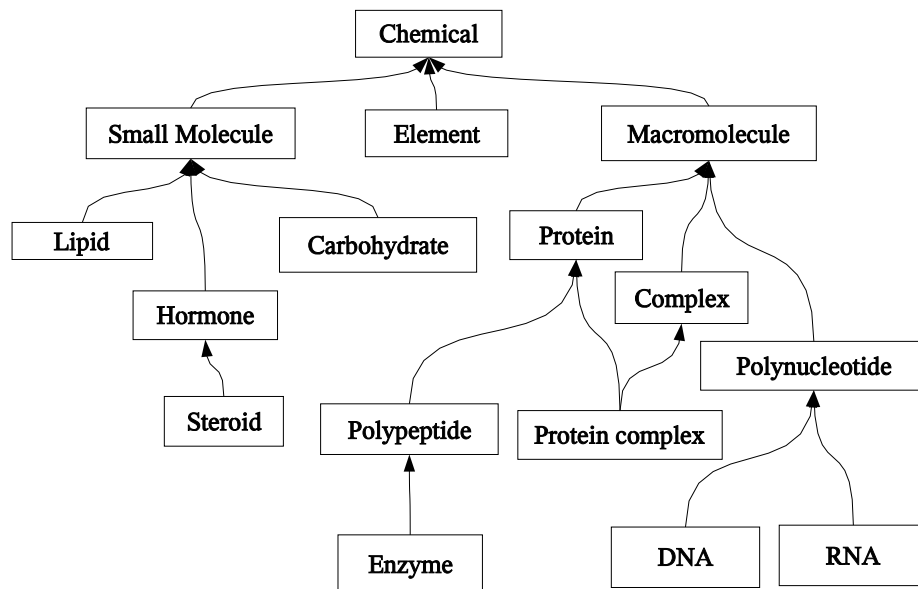 Chemical
Small Molecule
Element
Macromolecule
Lipid
Carbohydrate
Protein
Hormone
Complex
Polynucleotide
Steroid
Polypeptide
Protein complex
Enzyme
DNA
RNA